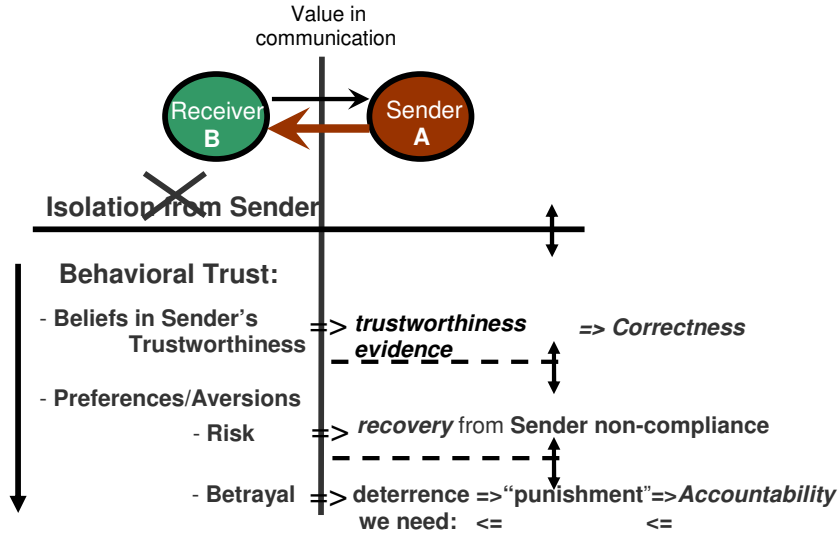 Value in
communication
Receiver
B
Sender
A
Isolation from Sender
Behavioral Trust:
- Beliefs in Sender's => trustworthiness => Correctness
Trustworthiness evidence
- Preferences/Aversions
- Risk => recovery from Sender non-compliance
- Betrayal => deterrence =>“punishment”=>Accountability
we need: <= <=